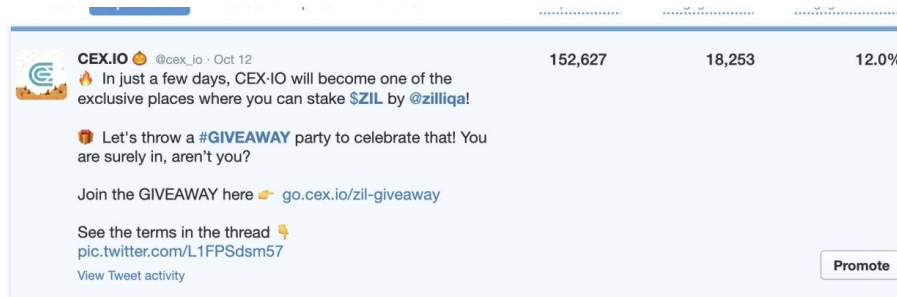 CEX.IO 🎃 @cex_io · Oct 12 152,627 18,253 12.0%
🔥 In just a few days, CEX·IO will become one of the
exclusive places where you can stake $ZIL by @zilliqa!
🎁 Let's throw a #GIVEAWAY party to celebrate that! You
are surely in, aren’t you?
Join the GIVEAWAY here 👉 go.cex.io/zil-giveaway
See the terms in the thread 👇
pic.twitter.com/L1FPSdsm57
View Tweet activity
Promote